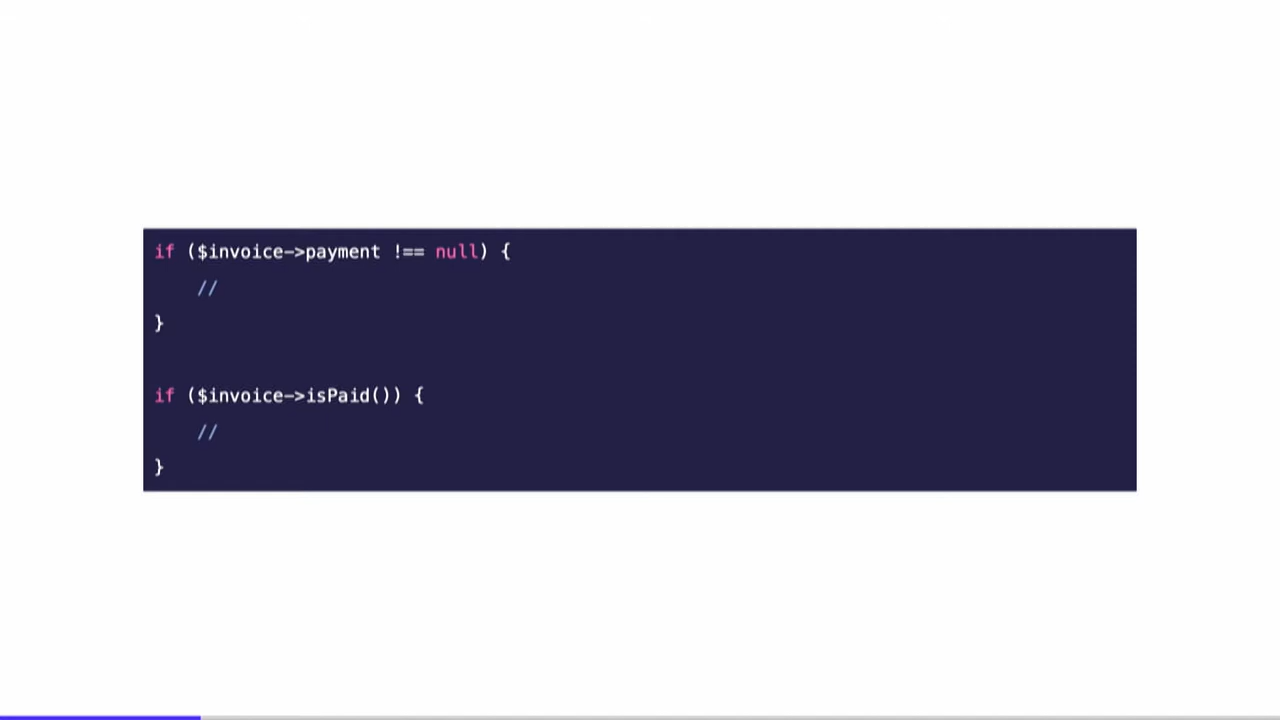 if ($invoice->payment !== null) {
    //
}
if ($invoice->isPaid()) {
    //
}